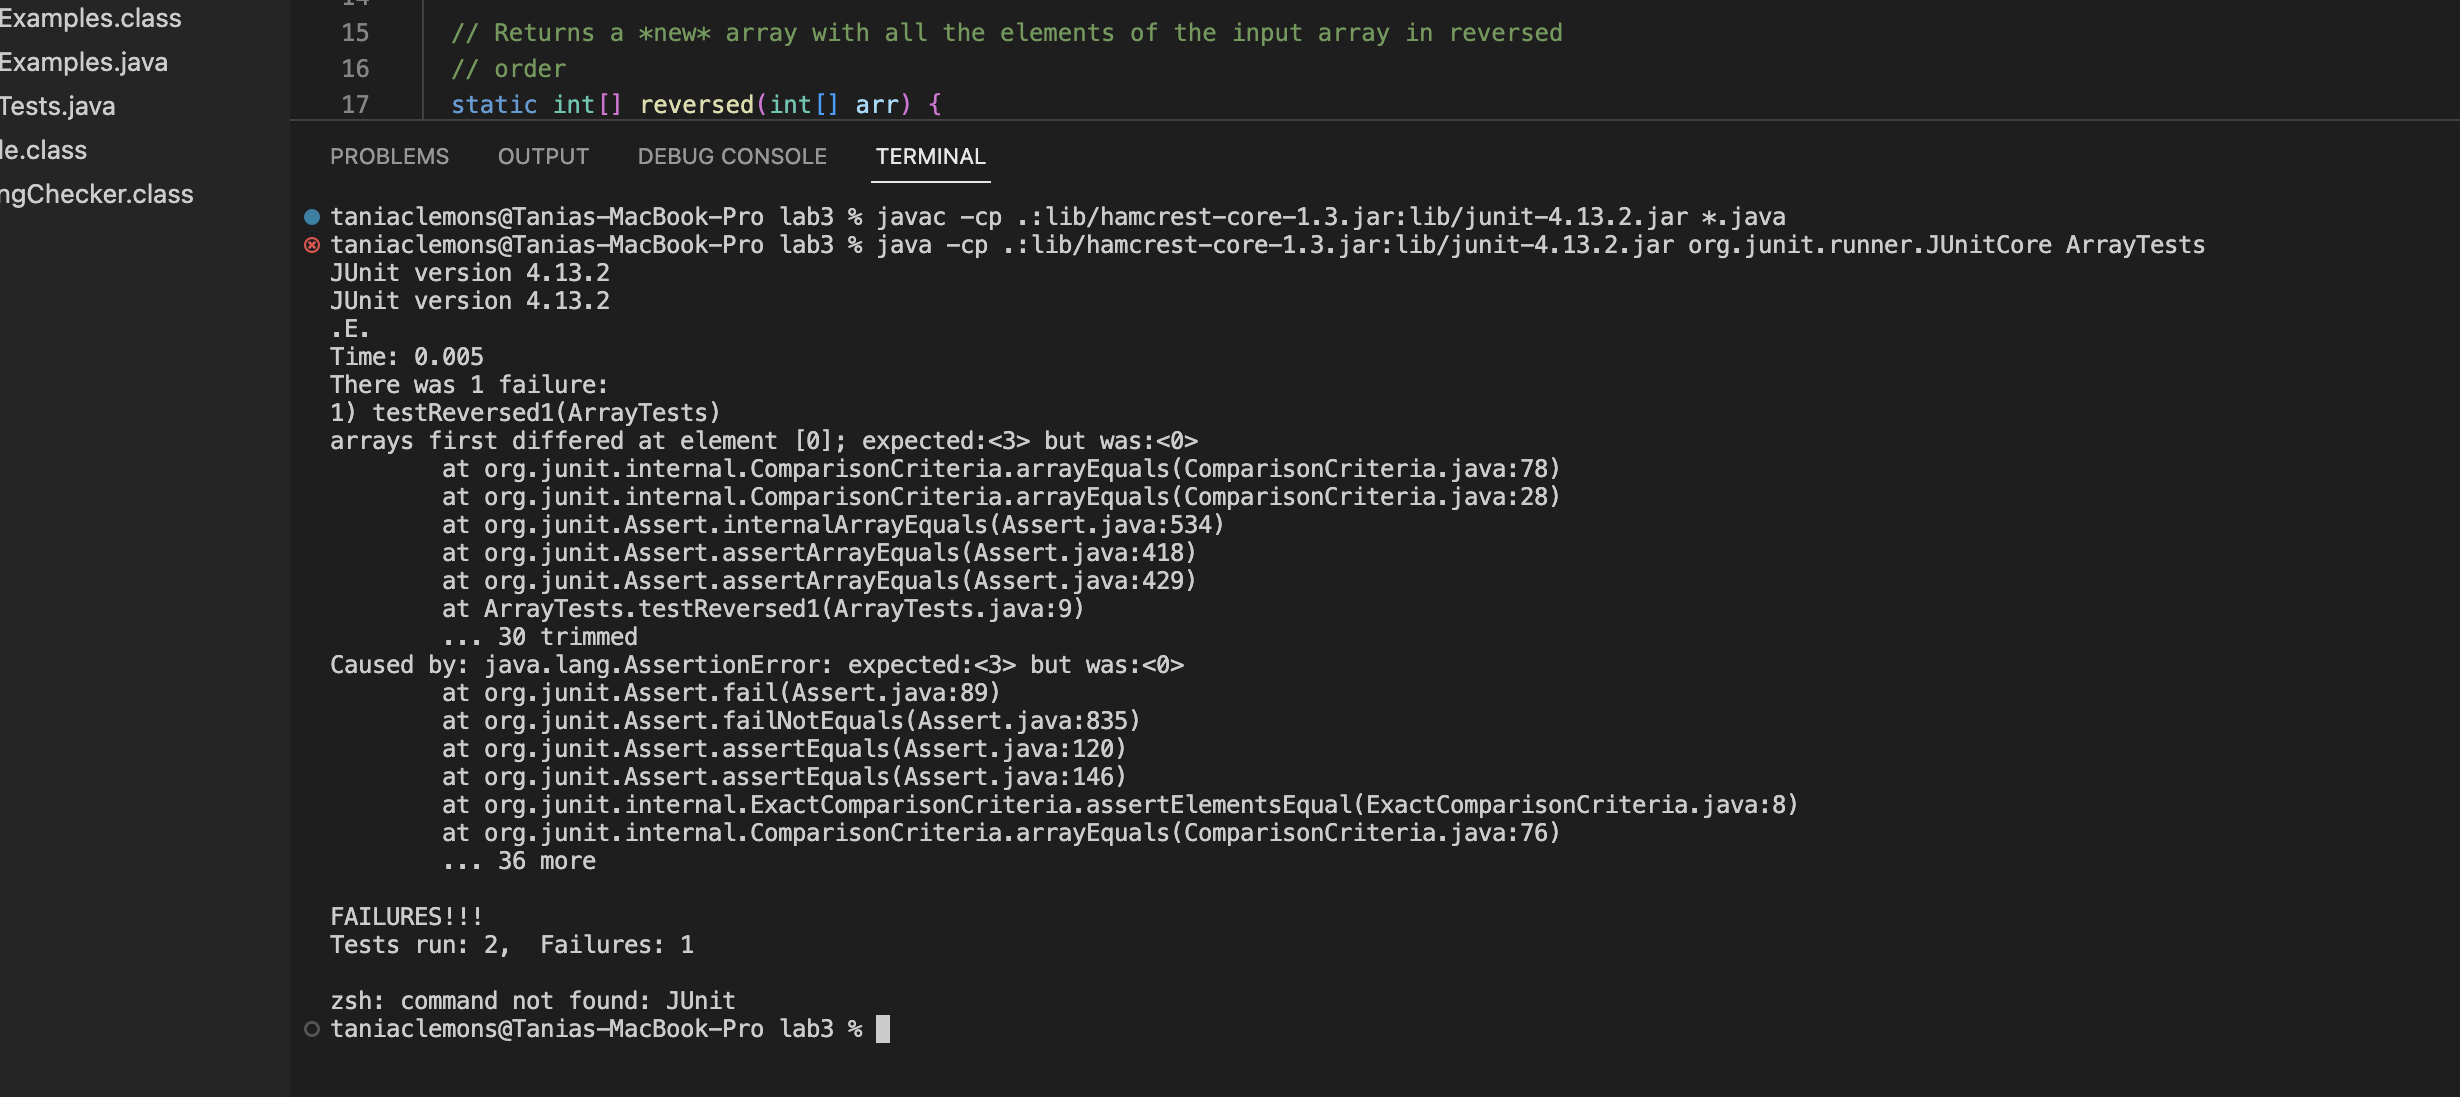 Examples.class
Examples.java
Tests.java
le.class
ngChecker.class
14
15 // Returns a *new* array with all the elements of the input array in reversed
16 // order
17 static int[] reversed(int[] arr) {
PROBLEMS OUTPUT DEBUG CONSOLE TERMINAL
taniaclemons@Tanias-MacBook-Pro lab3 % javac -cp .:lib/hamcrest-core-1.3.jar:lib/junit-4.13.2.jar *.java
taniaclemons@Tanias-MacBook-Pro lab3 % java -cp .:lib/hamcrest-core-1.3.jar:lib/junit-4.13.2.jar org.junit.runner.JUnitCore ArrayTests
JUnit version 4.13.2
JUnit version 4.13.2
.E.
Time: 0.005
There was 1 failure:
1) testReversed1(ArrayTests)
arrays first differed at element [0]; expected:<3> but was:<0>
at org.junit.internal.ComparisonCriteria.arrayEquals(ComparisonCriteria.java:78)
at org.junit.internal.ComparisonCriteria.arrayEquals(ComparisonCriteria.java:28)
at org.junit.Assert.internalArrayEquals(Assert.java:534)
at org.junit.Assert.assertArrayEquals(Assert.java:418)
at org.junit.Assert.assertArrayEquals(Assert.java:429)
at ArrayTests.testReversed1(ArrayTests.java:9)
... 30 trimmed
Caused by: java.lang.AssertionError: expected:<3> but was:<0>
at org.junit.Assert.fail(Assert.java:89)
at org.junit.Assert.failNotEquals(Assert.java:835)
at org.junit.Assert.assertEquals(Assert.java:120)
at org.junit.Assert.assertEquals(Assert.java:146)
at org.junit.internal.ExactComparisonCriteria.assertElementsEqual(ExactComparisonCriteria.java:8)
at org.junit.internal.ComparisonCriteria.arrayEquals(ComparisonCriteria.java:76)
... 36 more
FAILURES!!!
Tests run: 2,  Failures: 1
zsh: command not found: JUnit
taniaclemons@Tanias-MacBook-Pro lab3 %